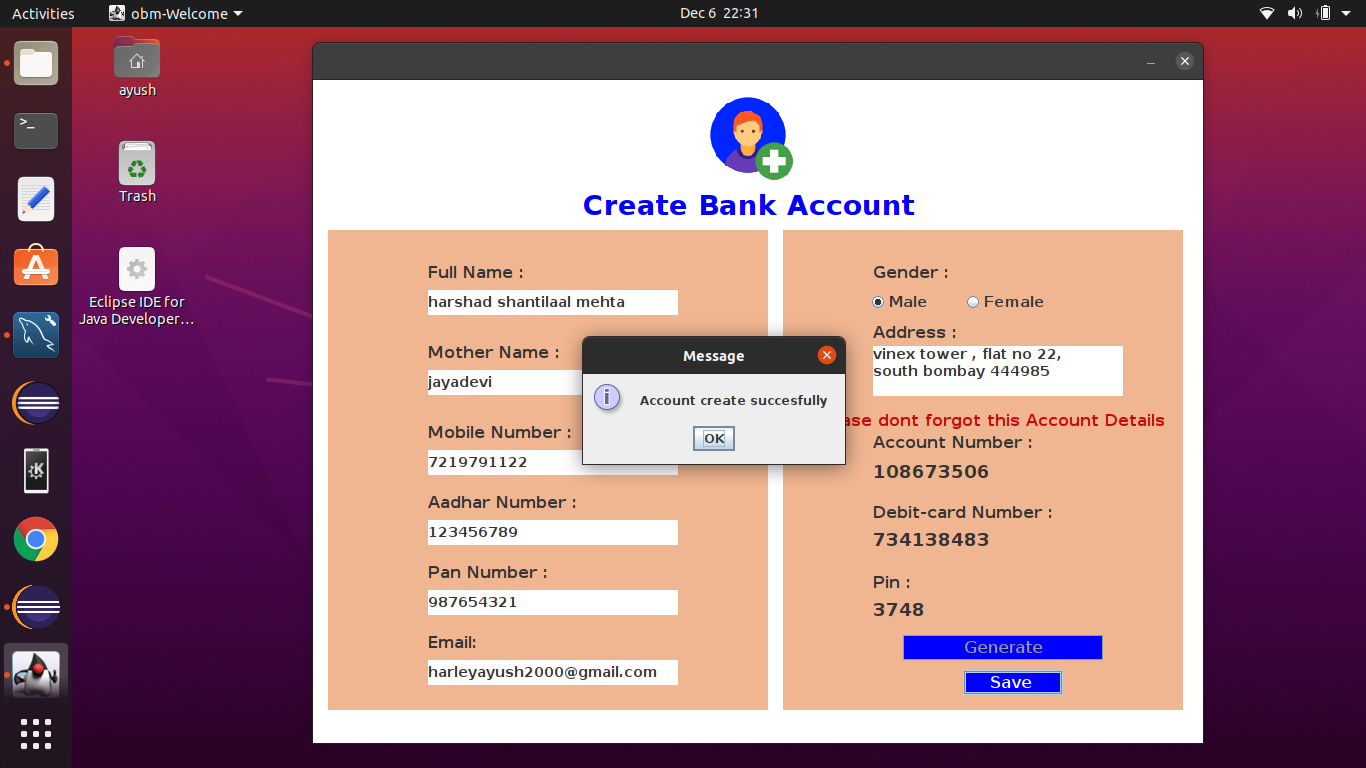 Activities
obm-Welcome
Dec 6 22:31
ayush
Trash
Eclipse IDE for
Java Developer…
>_
Create Bank Account
Full Name :
harshad shantilaal mehta
Mother Name :
jayadevi
Mobile Number :
7219791122
Aadhar Number :
123456789
Pan Number :
987654321
Email:
harleyayush2000@gmail.com
Message
i
Account create succesfully
OK
Gender :
Male
Female
Address :
vinex tower , flat no 22,
south bombay 444985
dont forgot this Account Details
Account Number :
108673506
Debit-card Number :
734138483
Pin :
3748
Generate
Save